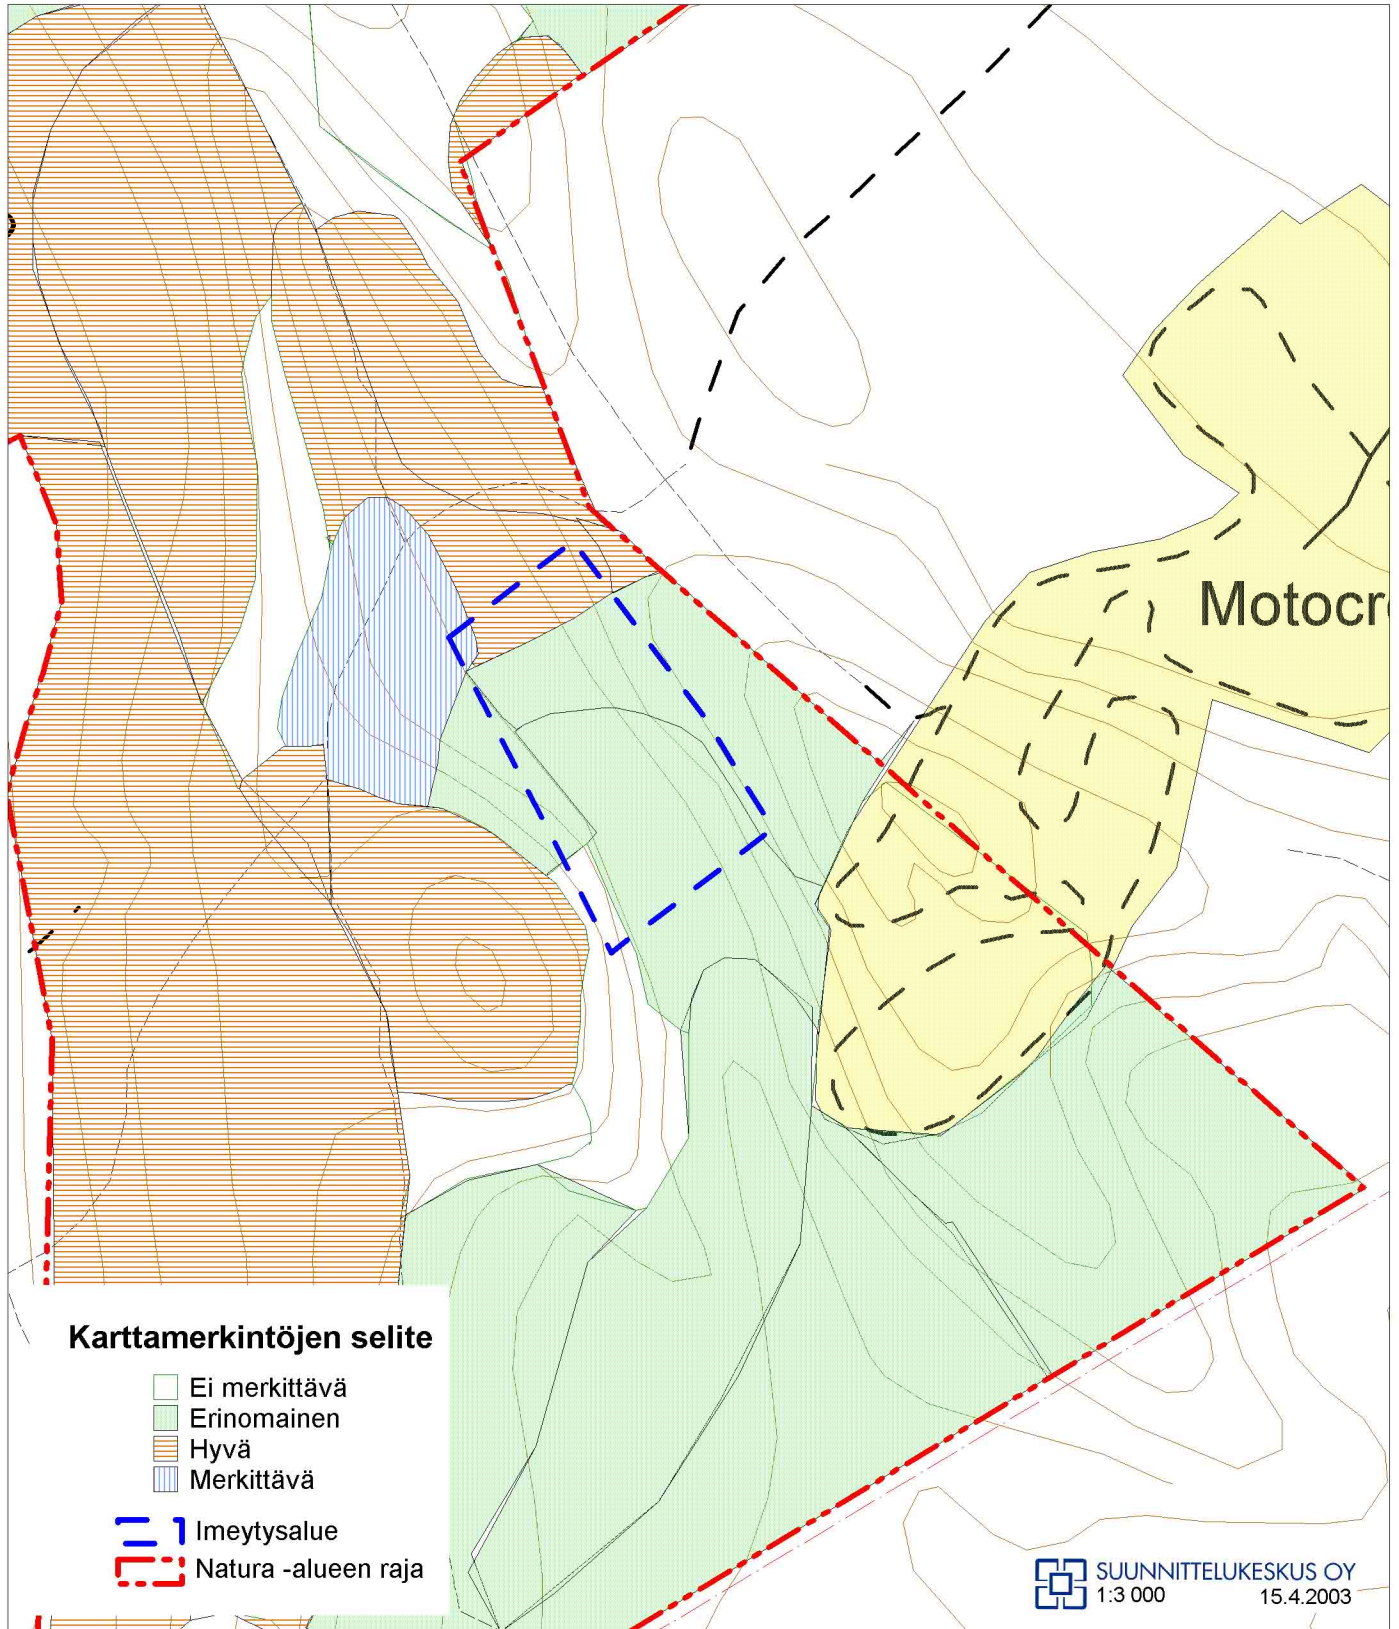 Motocr
Karttamerkintöjen selite
Ei merkittävä
Erinomainen
Hyvä
Merkittävä
Imeytysalue
Natura -alueen raja
SUUNNITTELUKESKUS OY
1:3 000 15.4.2003